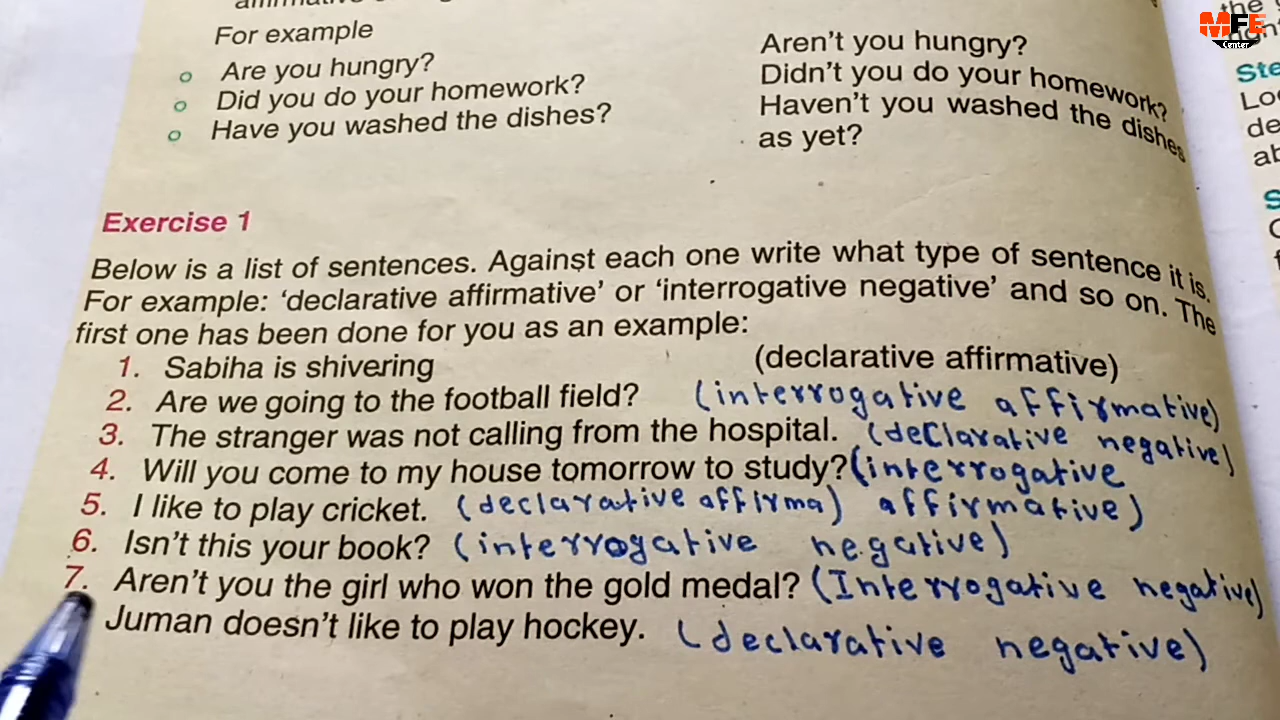 For example
Are you hungry? Aren't you hungry?
Did you do your homework? Didn't you do your homework?
Have you washed the dishes? Haven't you washed the dishes
as yet?
Exercise 1
Below is a list of sentences. Against each one write what type of sentence it is.
For example: 'declarative affirmative' or 'interrogative negative' and so on. The
first one has been done for you as an example:
1. Sabiha is shivering (declarative affirmative)
2. Are we going to the football field? (interrogative affirmative)
3. The stranger was not calling from the hospital. (declarative negative)
4. Will you come to my house tomorrow to study? (interrogative
affirmative)
5. I like to play cricket. (declarative affirma)
6. Isn't this your book? (interrogative negative)
7. Aren't you the girl who won the gold medal? (Interrogative negative)
Juman doesn't like to play hockey. (declarative negative)
MFE
Center
the
Ste